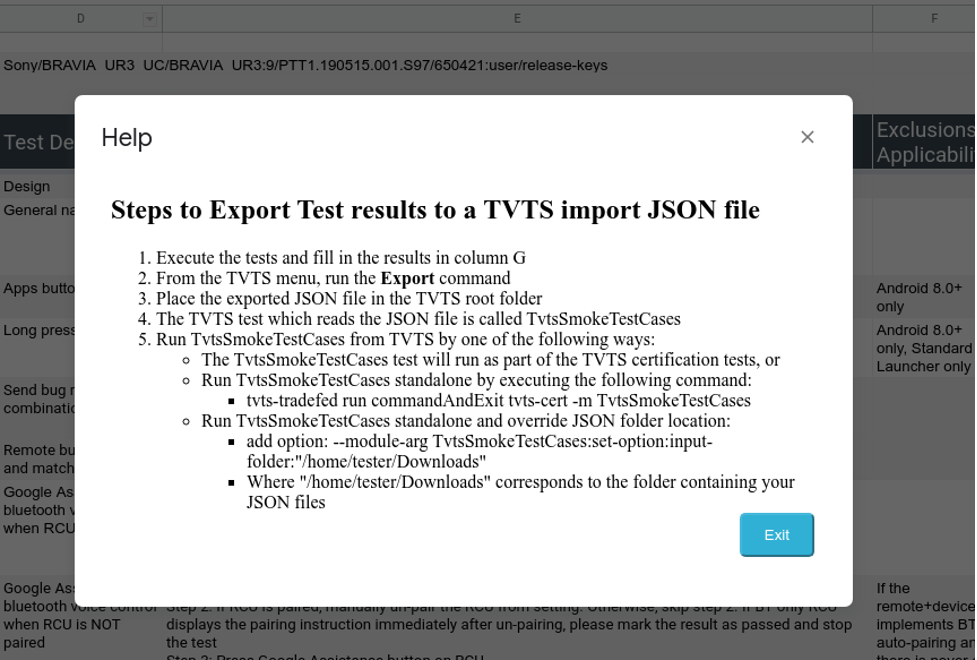 D
E
F
Sony/BRAVIA UR3 UC/BRAVIA UR3:9/PTT1.190515.001.S97/650421:user/release-keys
Test De
Exclusions
Applicabili
Design
General na
Apps butto
Android 8.0+
only
Long press
Android 8.0+
only, Standard
Launcher only
Send bug r
combinatio
Remote bu
and match
Google Ass
bluetooth v
when RCU
Help
×
Steps to Export Test results to a TVTS import JSON file
1. Execute the tests and fill in the results in column G
2. From the TVTS menu, run the Export command
3. Place the exported JSON file in the TVTS root folder
4. The TVTS test which reads the JSON file is called TvtsSmokeTestCases
5. Run TvtsSmokeTestCases from TVTS by one of the following ways:
The TvtsSmokeTestCases test will run as part of the TVTS certification tests, or
Run TvtsSmokeTestCases standalone by executing the following command:
tvts-tradefed run commandAndExit tvts-cert -m TvtsSmokeTestCases
Run TvtsSmokeTestCases standalone and override JSON folder location:
add option: --module-arg TvtsSmokeTestCases:set-option:input-
folder:"/home/tester/Downloads"
Where "/home/tester/Downloads" corresponds to the folder containing your
JSON files
Exit
Google Ass
bluetooth voice control
when RCU is NOT
paired
Step 2: If RCU is paired, manually un-pair the RCU from setting. Otherwise, skip step 2. If BT only RCU
displays the pairing instruction immediately after un-pairing, please mark the result as passed and stop
the test
Step 3: Press Google Assistance button on RCU
If the
remote+device
implements BT
auto-pairing an
there is never